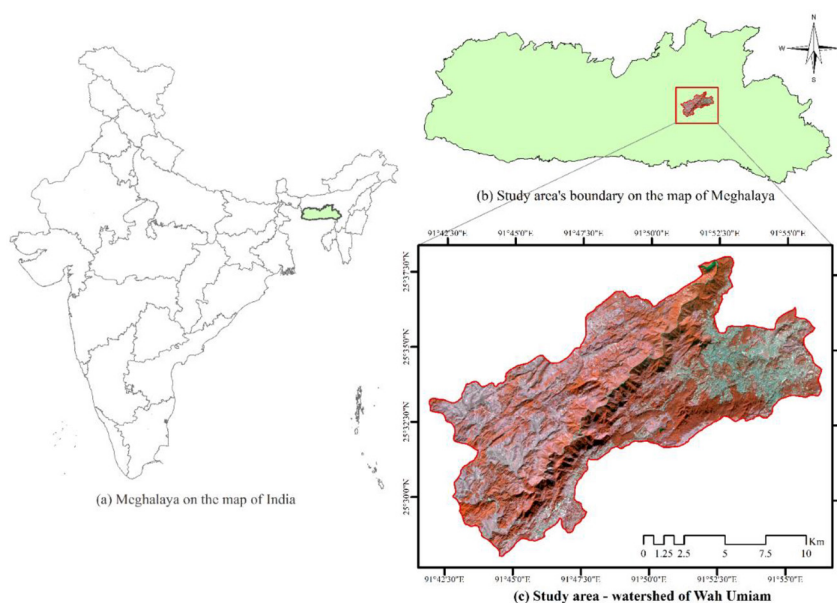 N
W
S
(b) Study area's boundary on the map of Meghalaya
91°42'30"E 91°45'0"E 91°47'30"E 91°50'0"E 91°52'30"E 91°55'0"E
25°37'30"N
25°35'0"N
25°32'30"N
25°30'0"N
(a) Meghalaya on the map of India
Km
0 1.25 2.5 5 7.5 10
91°42'30"E 91°45'0"E 91°47'30"E 91°50'0"E 91°52'30"E 91°55'0"E
(c) Study area - watershed of Wah Umiam